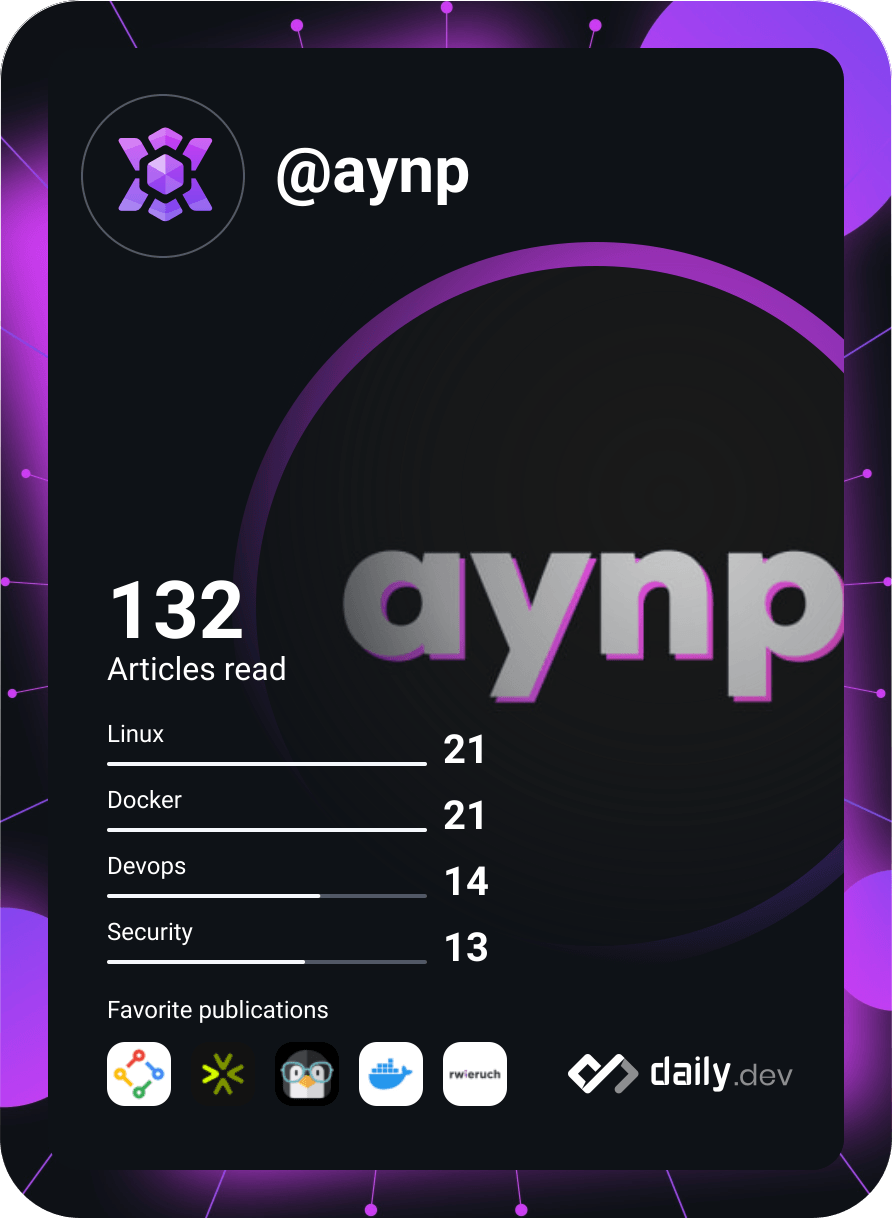 @aynp
aynp
132
Articles read
Linux
21
Docker
21
Devops
14
Security
13
Favorite publications
rwieruch
daily.dev